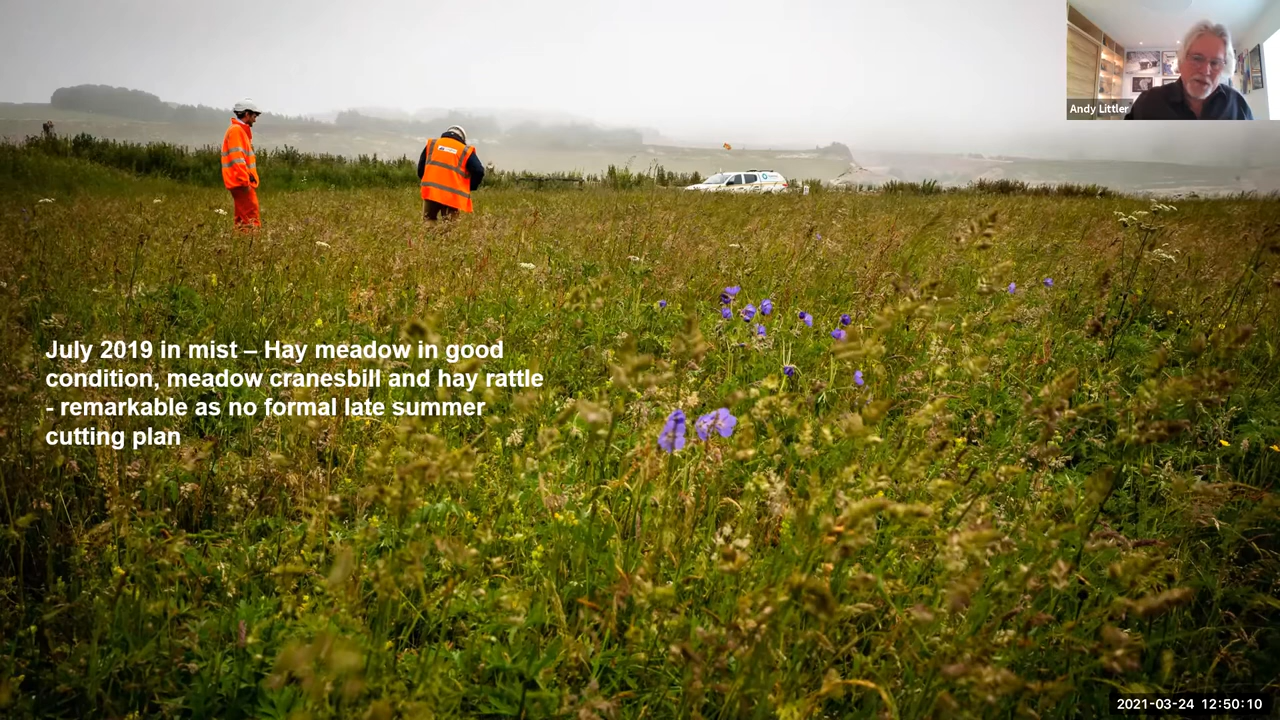 Andy Littler
July 2019 in mist – Hay meadow in good
condition, meadow cranesbill and hay rattle
- remarkable as no formal late summer
cutting plan
2021-03-24 12:50:10